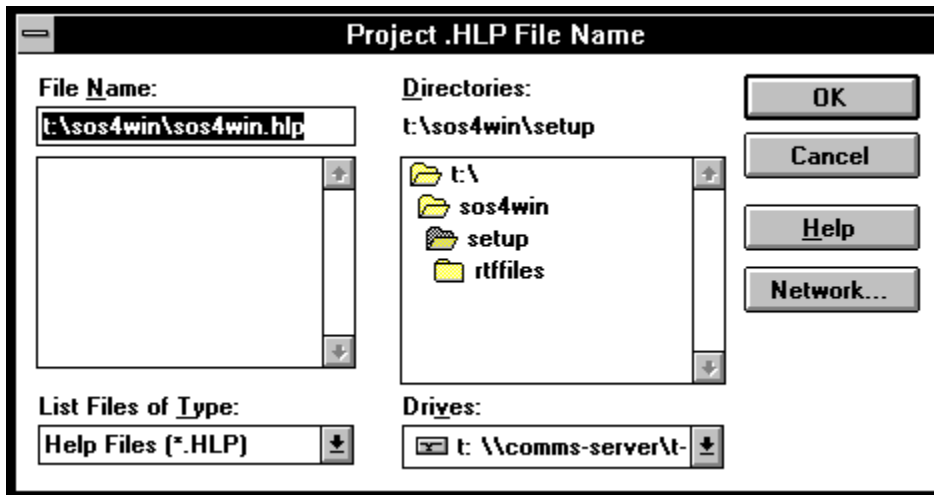 Project .HLP File Name
File Name:
t:\sos4win\sos4win.hlp
Directories:
t:\sos4win\setup
t:\
sos4win
setup
rtffiles
OK
Cancel
Help
Network...
List Files of Type:
Help Files (*.HLP)
Drives:
t: \\comms-server\t-